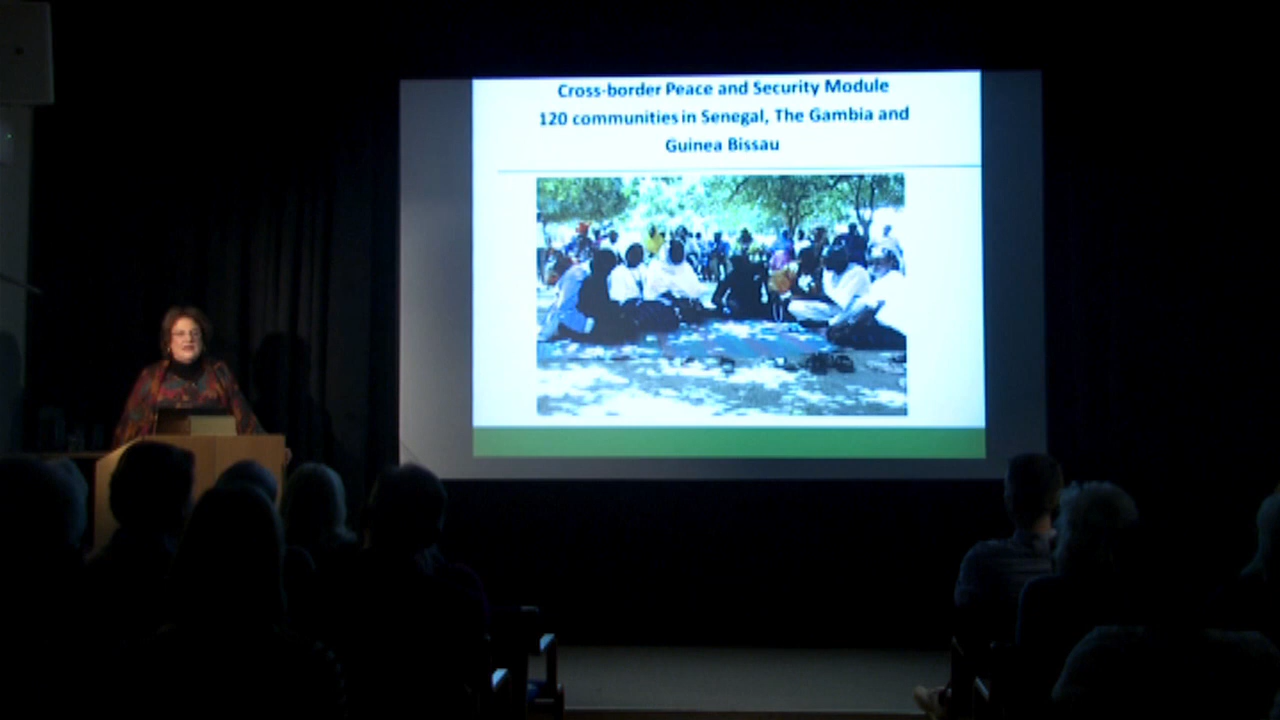 Cross-border Peace and Security Module
120 communities in Senegal, The Gambia and
Guinea Bissau